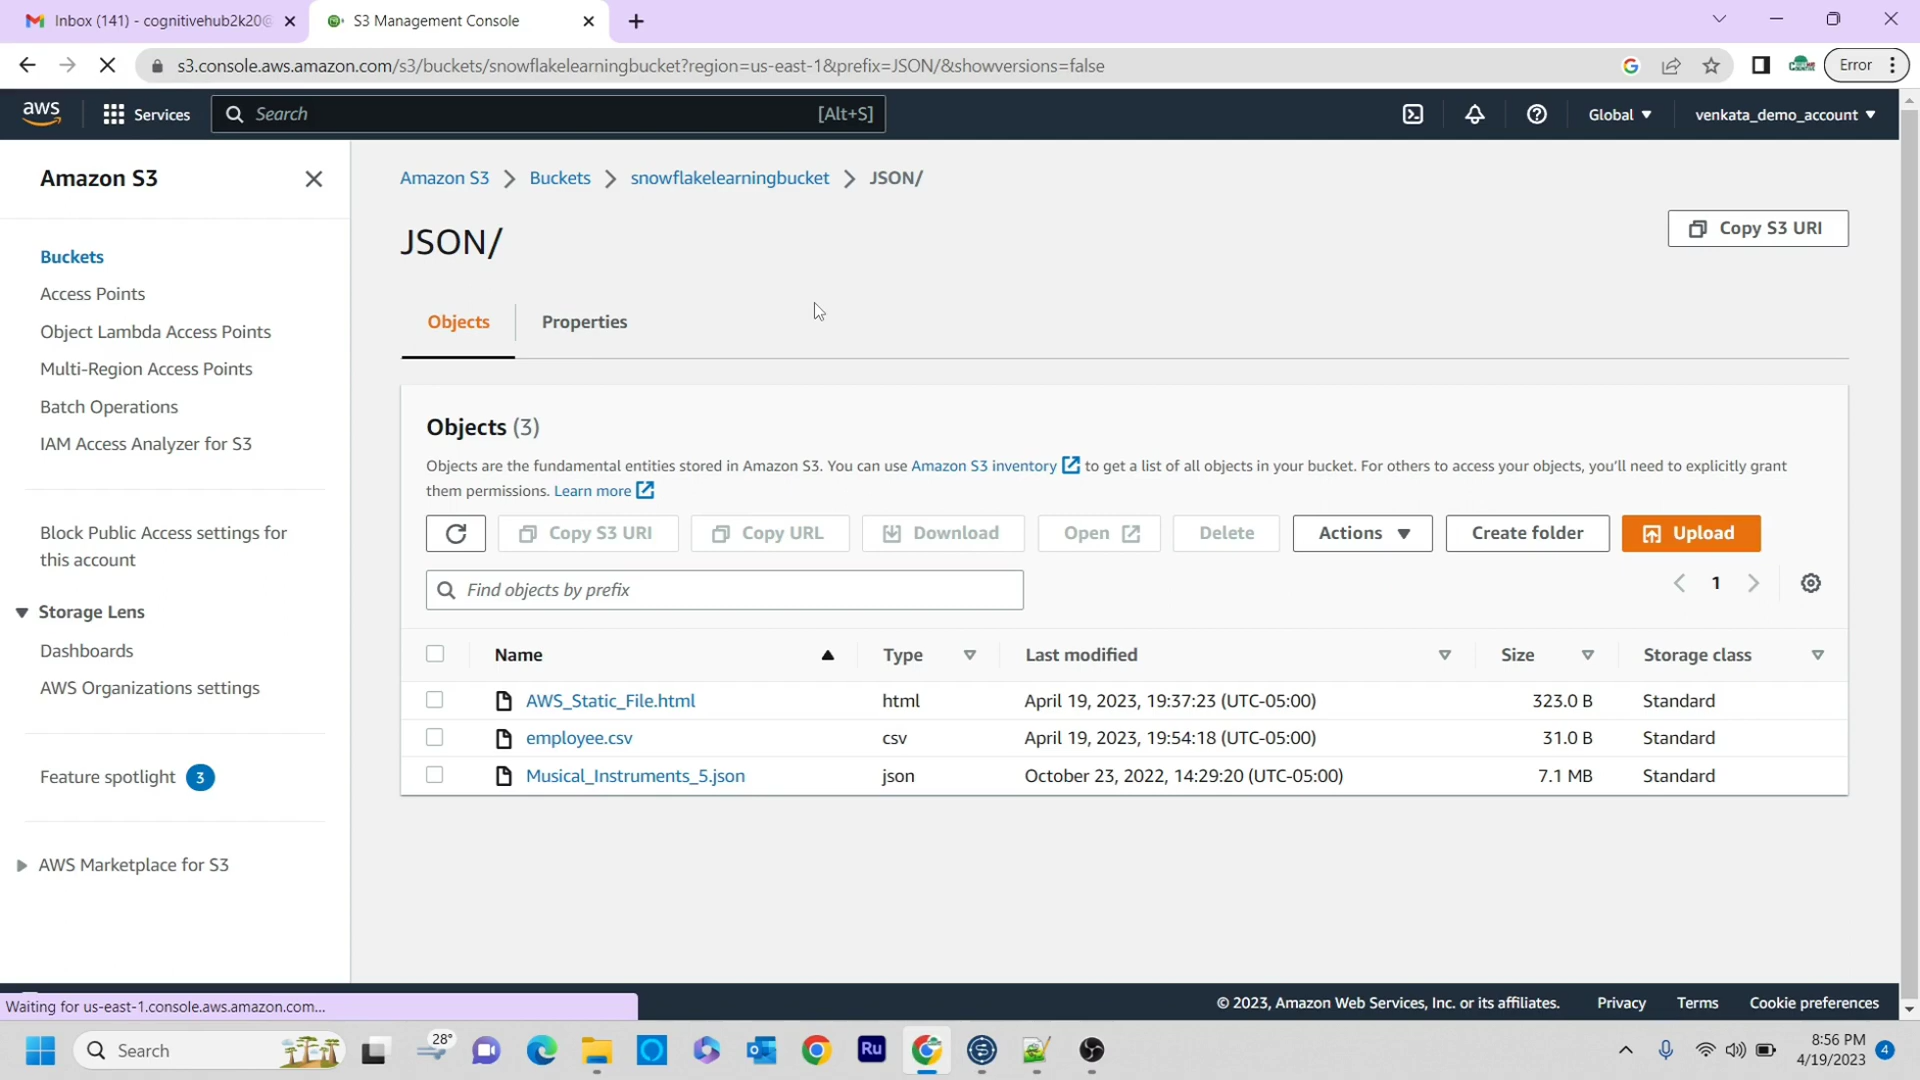 Inbox (141) - cognitivehub2k20@
S3 Management Console
s3.console.aws.amazon.com/s3/buckets/snowflakelearningbucket?region=us-east-1&prefix=JSON/&showversions=false
Error
aws
Services
Search
[Alt+S]
Global
venkata_demo_account
Amazon S3
Buckets
Access Points
Object Lambda Access Points
Multi-Region Access Points
Batch Operations
IAM Access Analyzer for S3
Block Public Access settings for
this account
Storage Lens
Dashboards
AWS Organizations settings
Feature spotlight 3
AWS Marketplace for S3
Amazon S3 > Buckets > snowflakelearningbucket > JSON/
JSON/
Copy S3 URI
Objects
Properties
Objects (3)
Objects are the fundamental entities stored in Amazon S3. You can use Amazon S3 inventory to get a list of all objects in your bucket. For others to access your objects, you'll need to explicitly grant
them permissions. Learn more
Copy S3 URI
Copy URL
Download
Open
Delete
Actions
Create folder
Upload
Find objects by prefix
1
Name Type Last modified Size Storage class
AWS_Static_File.html html April 19, 2023, 19:37:23 (UTC-05:00) 323.0 B Standard
employee.csv csv April 19, 2023, 19:54:18 (UTC-05:00) 31.0 B Standard
Musical_Instruments_5.json json October 23, 2022, 14:29:20 (UTC-05:00) 7.1 MB Standard
Waiting for us-east-1.console.aws.amazon.com...
© 2023, Amazon Web Services, Inc. or its affiliates.
Privacy
Terms
Cookie preferences
Search
28°
Ru
8:56 PM
4/19/2023
4